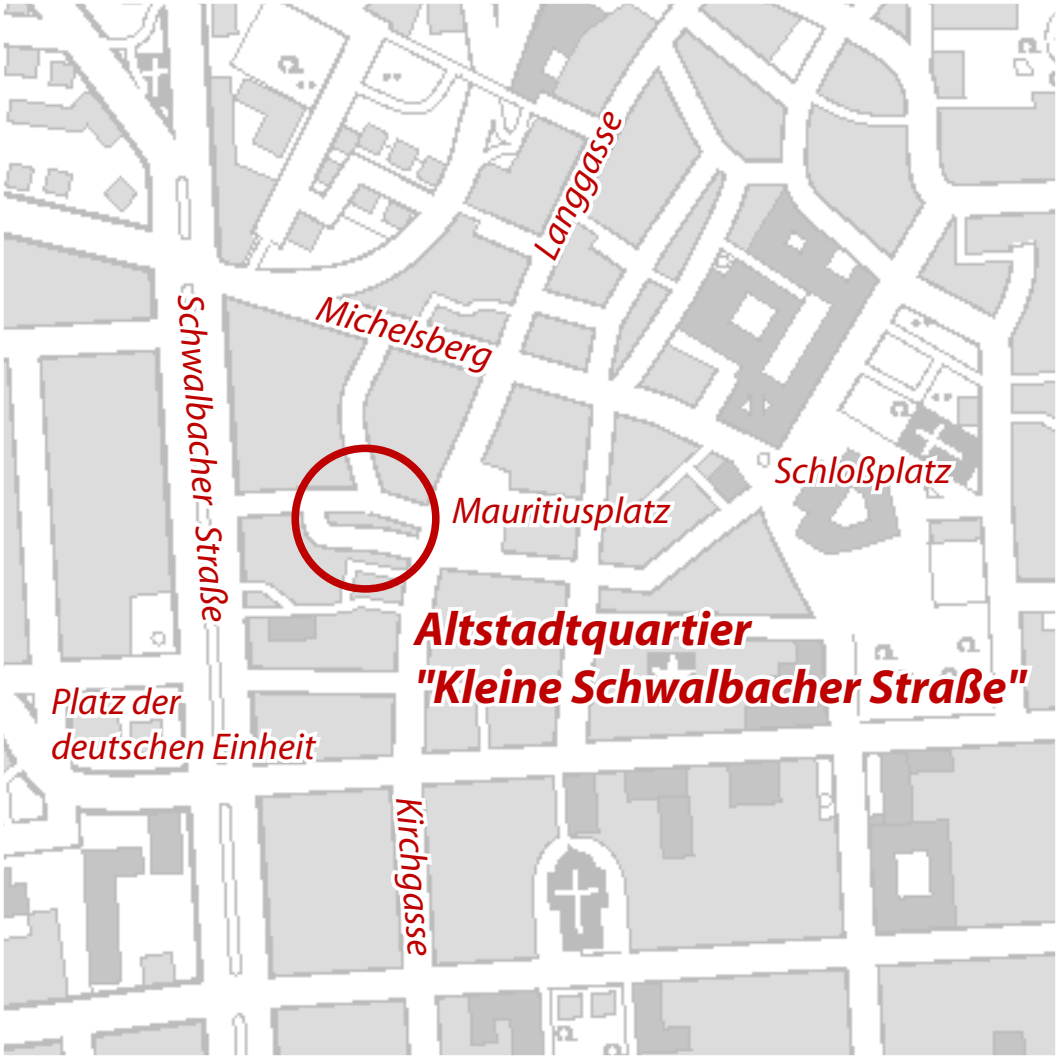 Langgasse
Michelsberg
Schwalbacher-Straße
Schloßplatz
Mauritiusplatz
Altstadtquartier
"Kleine Schwalbacher Straße"
Platz der
deutschen Einheit
Kirchgasse